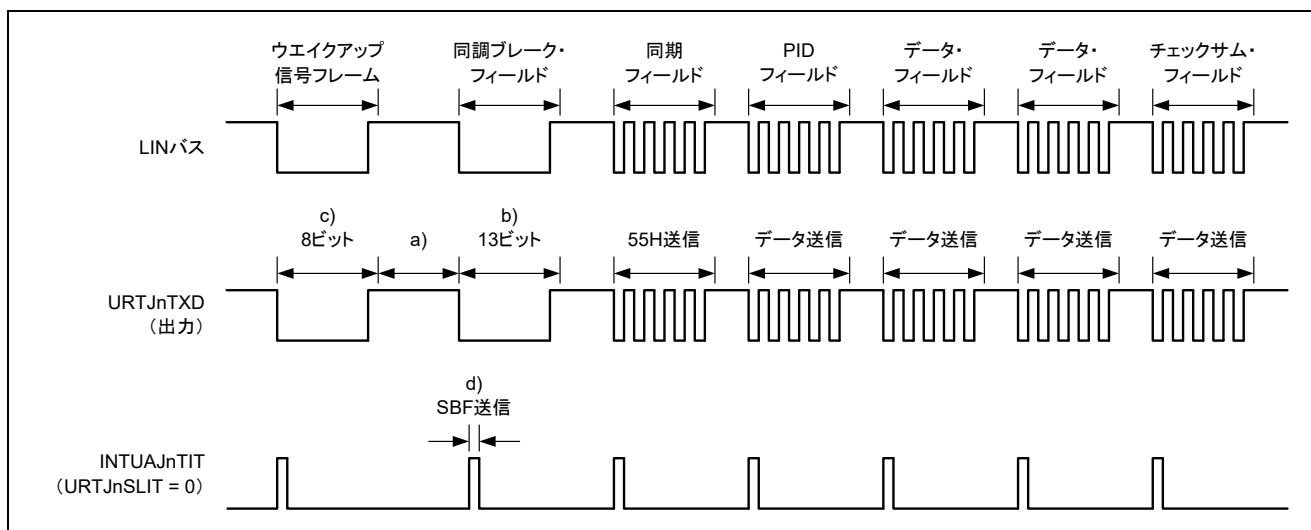 ウエイクアップ
信号フレーム
同調ブレーク・
フィールド
同期
フィールド
PID
フィールド
データ・
フィールド
データ・
フィールド
チェックサム・
フィールド
LINバス
c)
8ビット
a)
b)
13ビット
55H送信
データ送信
データ送信
データ送信
データ送信
URTJnTXD
（出力）
d)
SBF送信
INTUAJnTIT
（URTJnSLIT = 0）